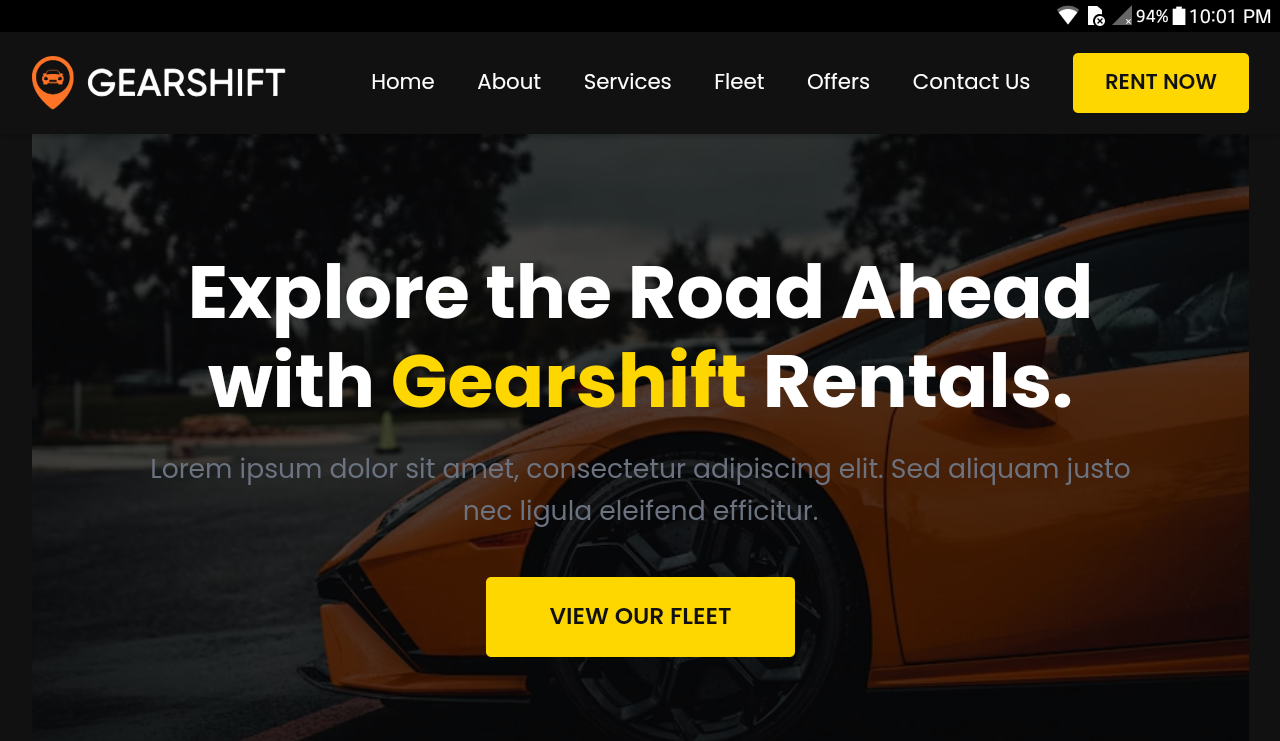 94% 10:01 PM
GEARSHIFT Home About Services Fleet Offers Contact Us RENT NOW
Explore the Road Ahead
with Gearshift Rentals.
Lorem ipsum dolor sit amet, consectetur adipiscing elit. Sed aliquam justo
nec ligula eleifend efficitur.
VIEW OUR FLEET